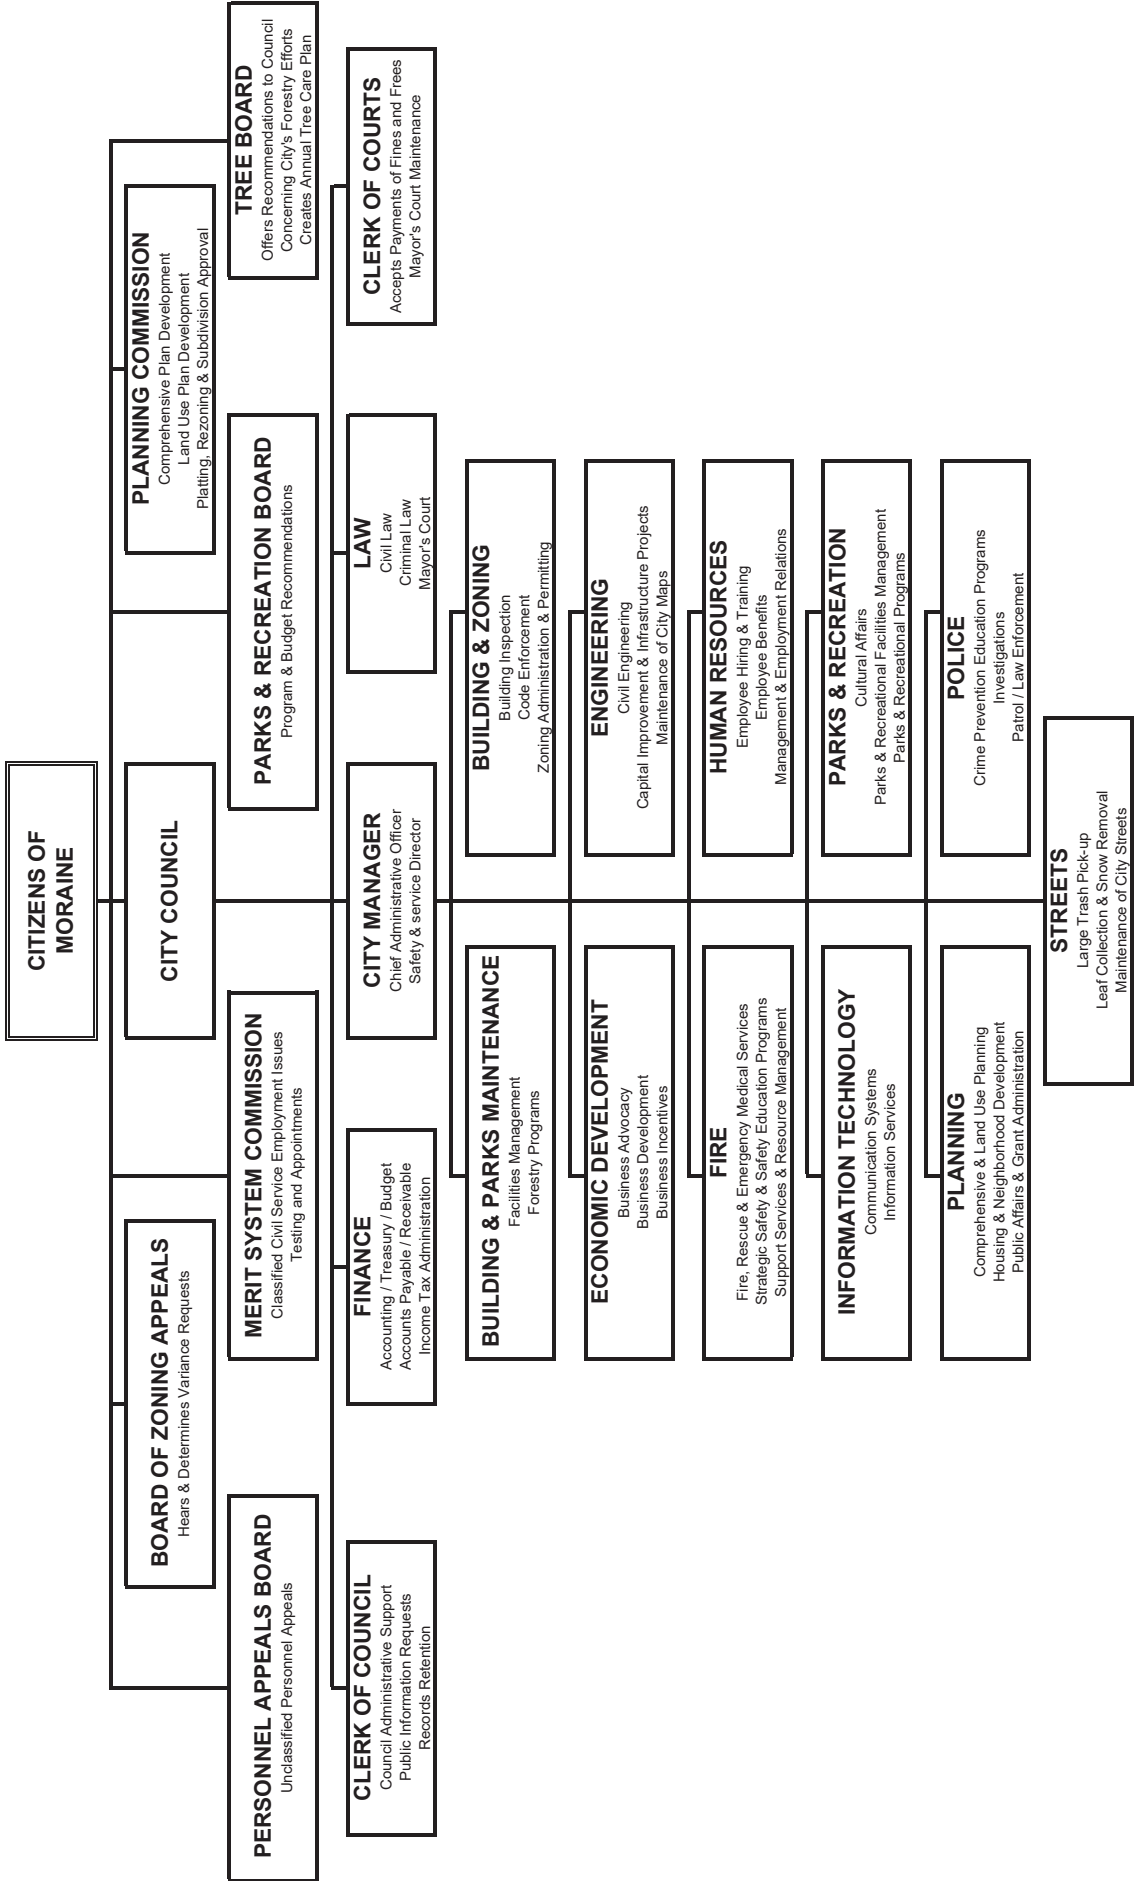 CITIZENS OF
MORAINE
CITY COUNCIL
BOARD OF ZONING APPEALS
Hears & Determines Variance Requests
PLANNING COMMISSION
Comprehensive Plan Development
Land Use Plan Development
Platting, Rezoning & Subdivision Approval
PERSONNEL APPEALS BOARD
Unclassified Personnel Appeals
MERIT SYSTEM COMMISSION
Classified Civil Service Employment Issues
Testing and Appointments
PARKS & RECREATION BOARD
Program & Budget Recommendations
TREE BOARD
Offers Recommendations to Council
Concerning City's Forestry Efforts
Creates Annual Tree Care Plan
CLERK OF COUNCIL
Council Administrative Support
Public Information Requests
Records Retention
FINANCE
Accounting / Treasury / Budget
Accounts Payable / Receivable
Income Tax Administration
CITY MANAGER
Chief Administrative Officer
Safety & service Director
LAW
Civil Law
Criminal Law
Mayor's Court
CLERK OF COURTS
Accepts Payments of Fines and Frees
Mayor's Court Maintenance
BUILDING & PARKS MAINTENANCE
Facilities Management
Forestry Programs
BUILDING & ZONING
Building Inspection
Code Enforcement
Zoning Administration & Permitting
ECONOMIC DEVELOPMENT
Business Advocacy
Business Development
Business Incentives
ENGINEERING
Civil Engineering
Capital Improvement & Infrastructure Projects
Maintenance of City Maps
FIRE
Fire, Rescue & Emergency Medical Services
Strategic Safety & Safety Education Programs
Support Services & Resource Management
HUMAN RESOURCES
Employee Hiring & Training
Employee Benefits
Management & Employment Relations
INFORMATION TECHNOLOGY
Communication Systems
Information Services
PARKS & RECREATION
Cultural Affairs
Parks & Recreational Facilities Management
Parks & Recreational Programs
PLANNING
Comprehensive & Land Use Planning
Housing & Neighborhood Development
Public Affairs & Grant Administration
POLICE
Crime Prevention Education Programs
Investigations
Patrol / Law Enforcement
STREETS
Large Trash Pick-up
Leaf Collection & Snow Removal
Maintenance of City Streets